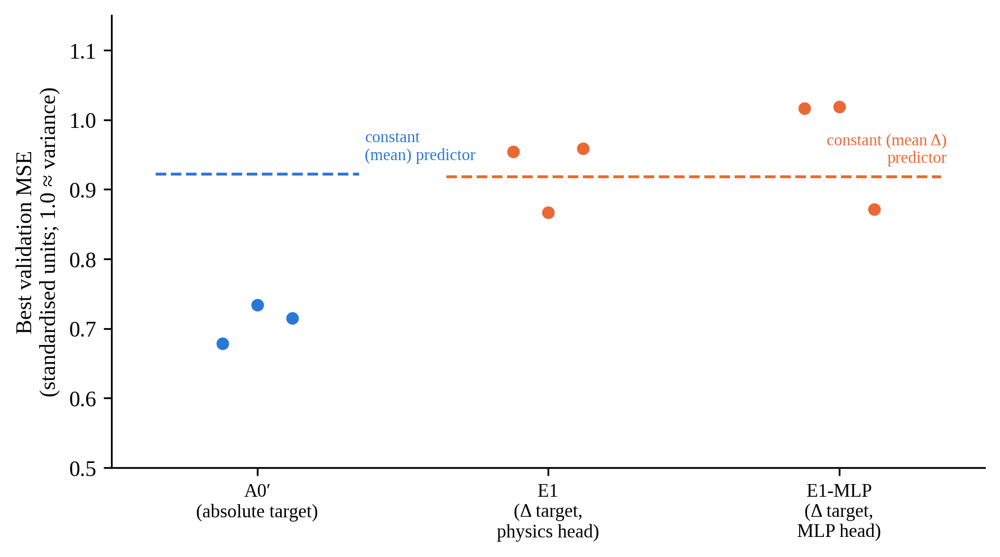 Best validation MSE
(standardised units; 1.0 ≈ variance)
1.1
1.0
0.9
0.8
0.7
0.6
0.5
constant
(mean) predictor
constant (mean Δ)
predictor
A0′
(absolute target)
E1
(Δ target,
physics head)
E1-MLP
(Δ target,
MLP head)